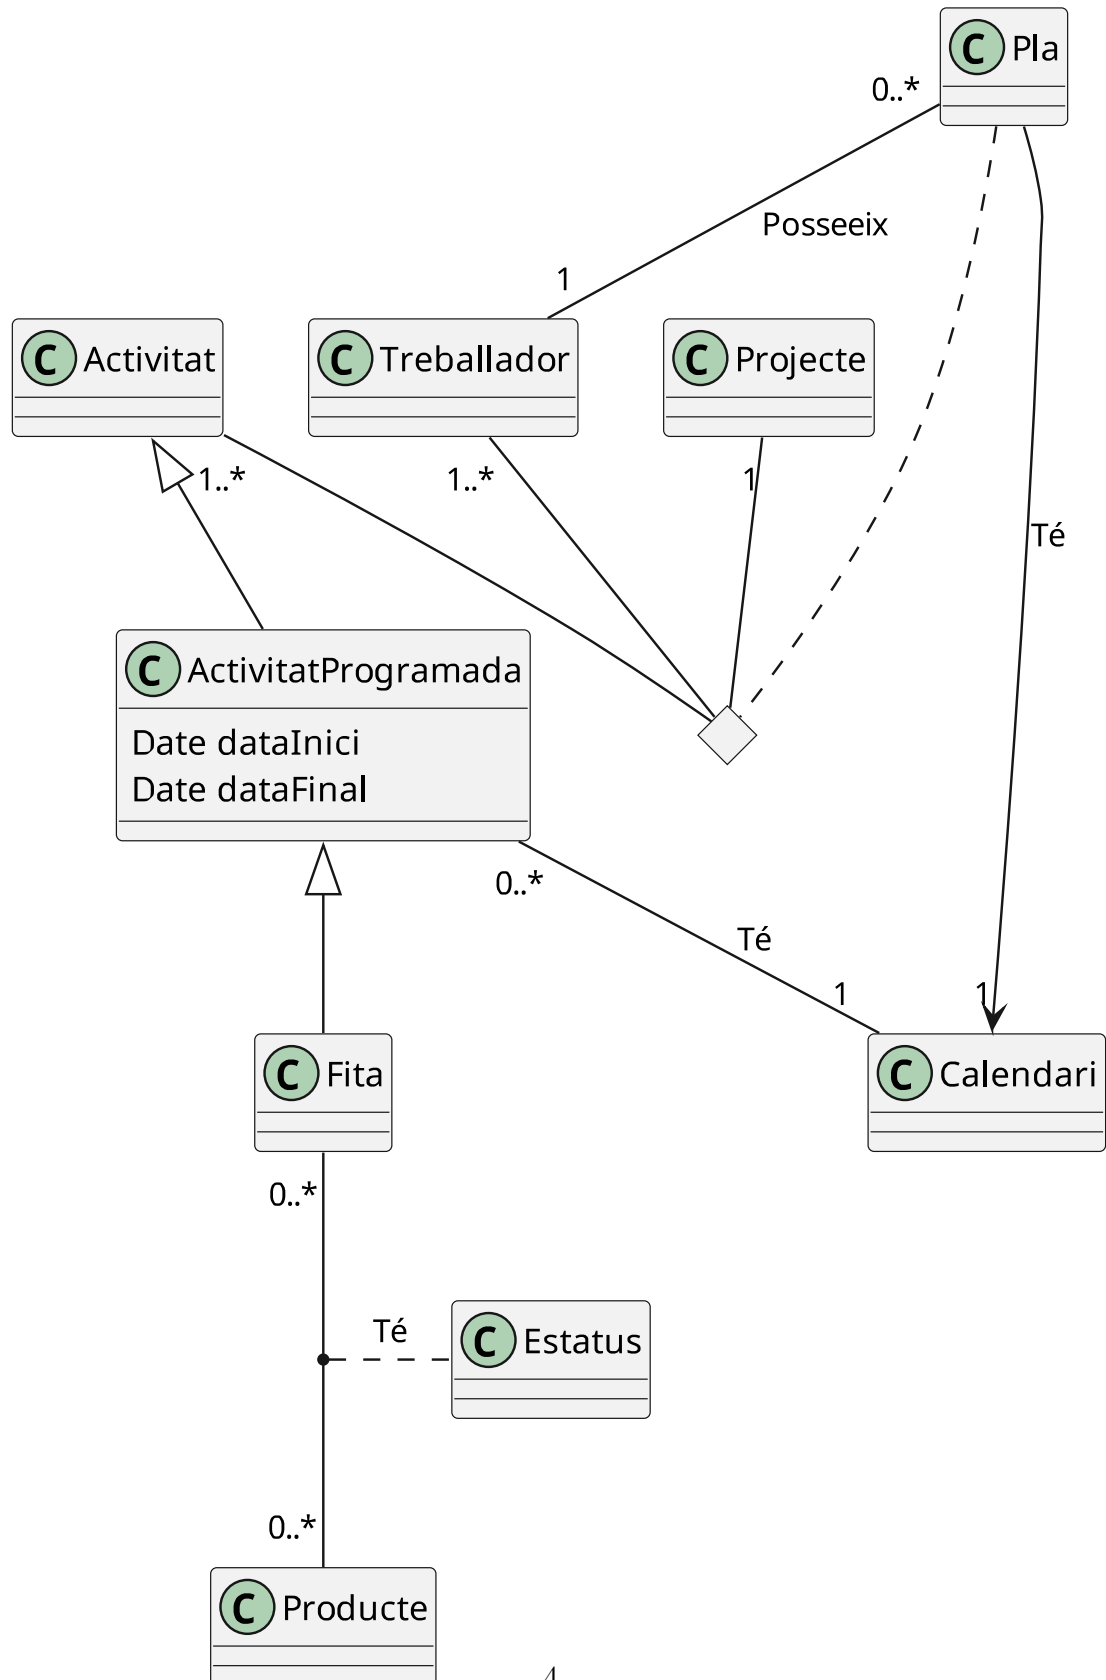 C Pla
0..*
Posseeix
1
C Activitat
C Treballador
C Projecte
1..*
1..*
1
Té
C ActivitatProgramada
Date dataInici
Date dataFinal
0..*
Té
1
1
C Fita
C Calendari
0..*
Té
C Estatus
0..*
C Producte
4